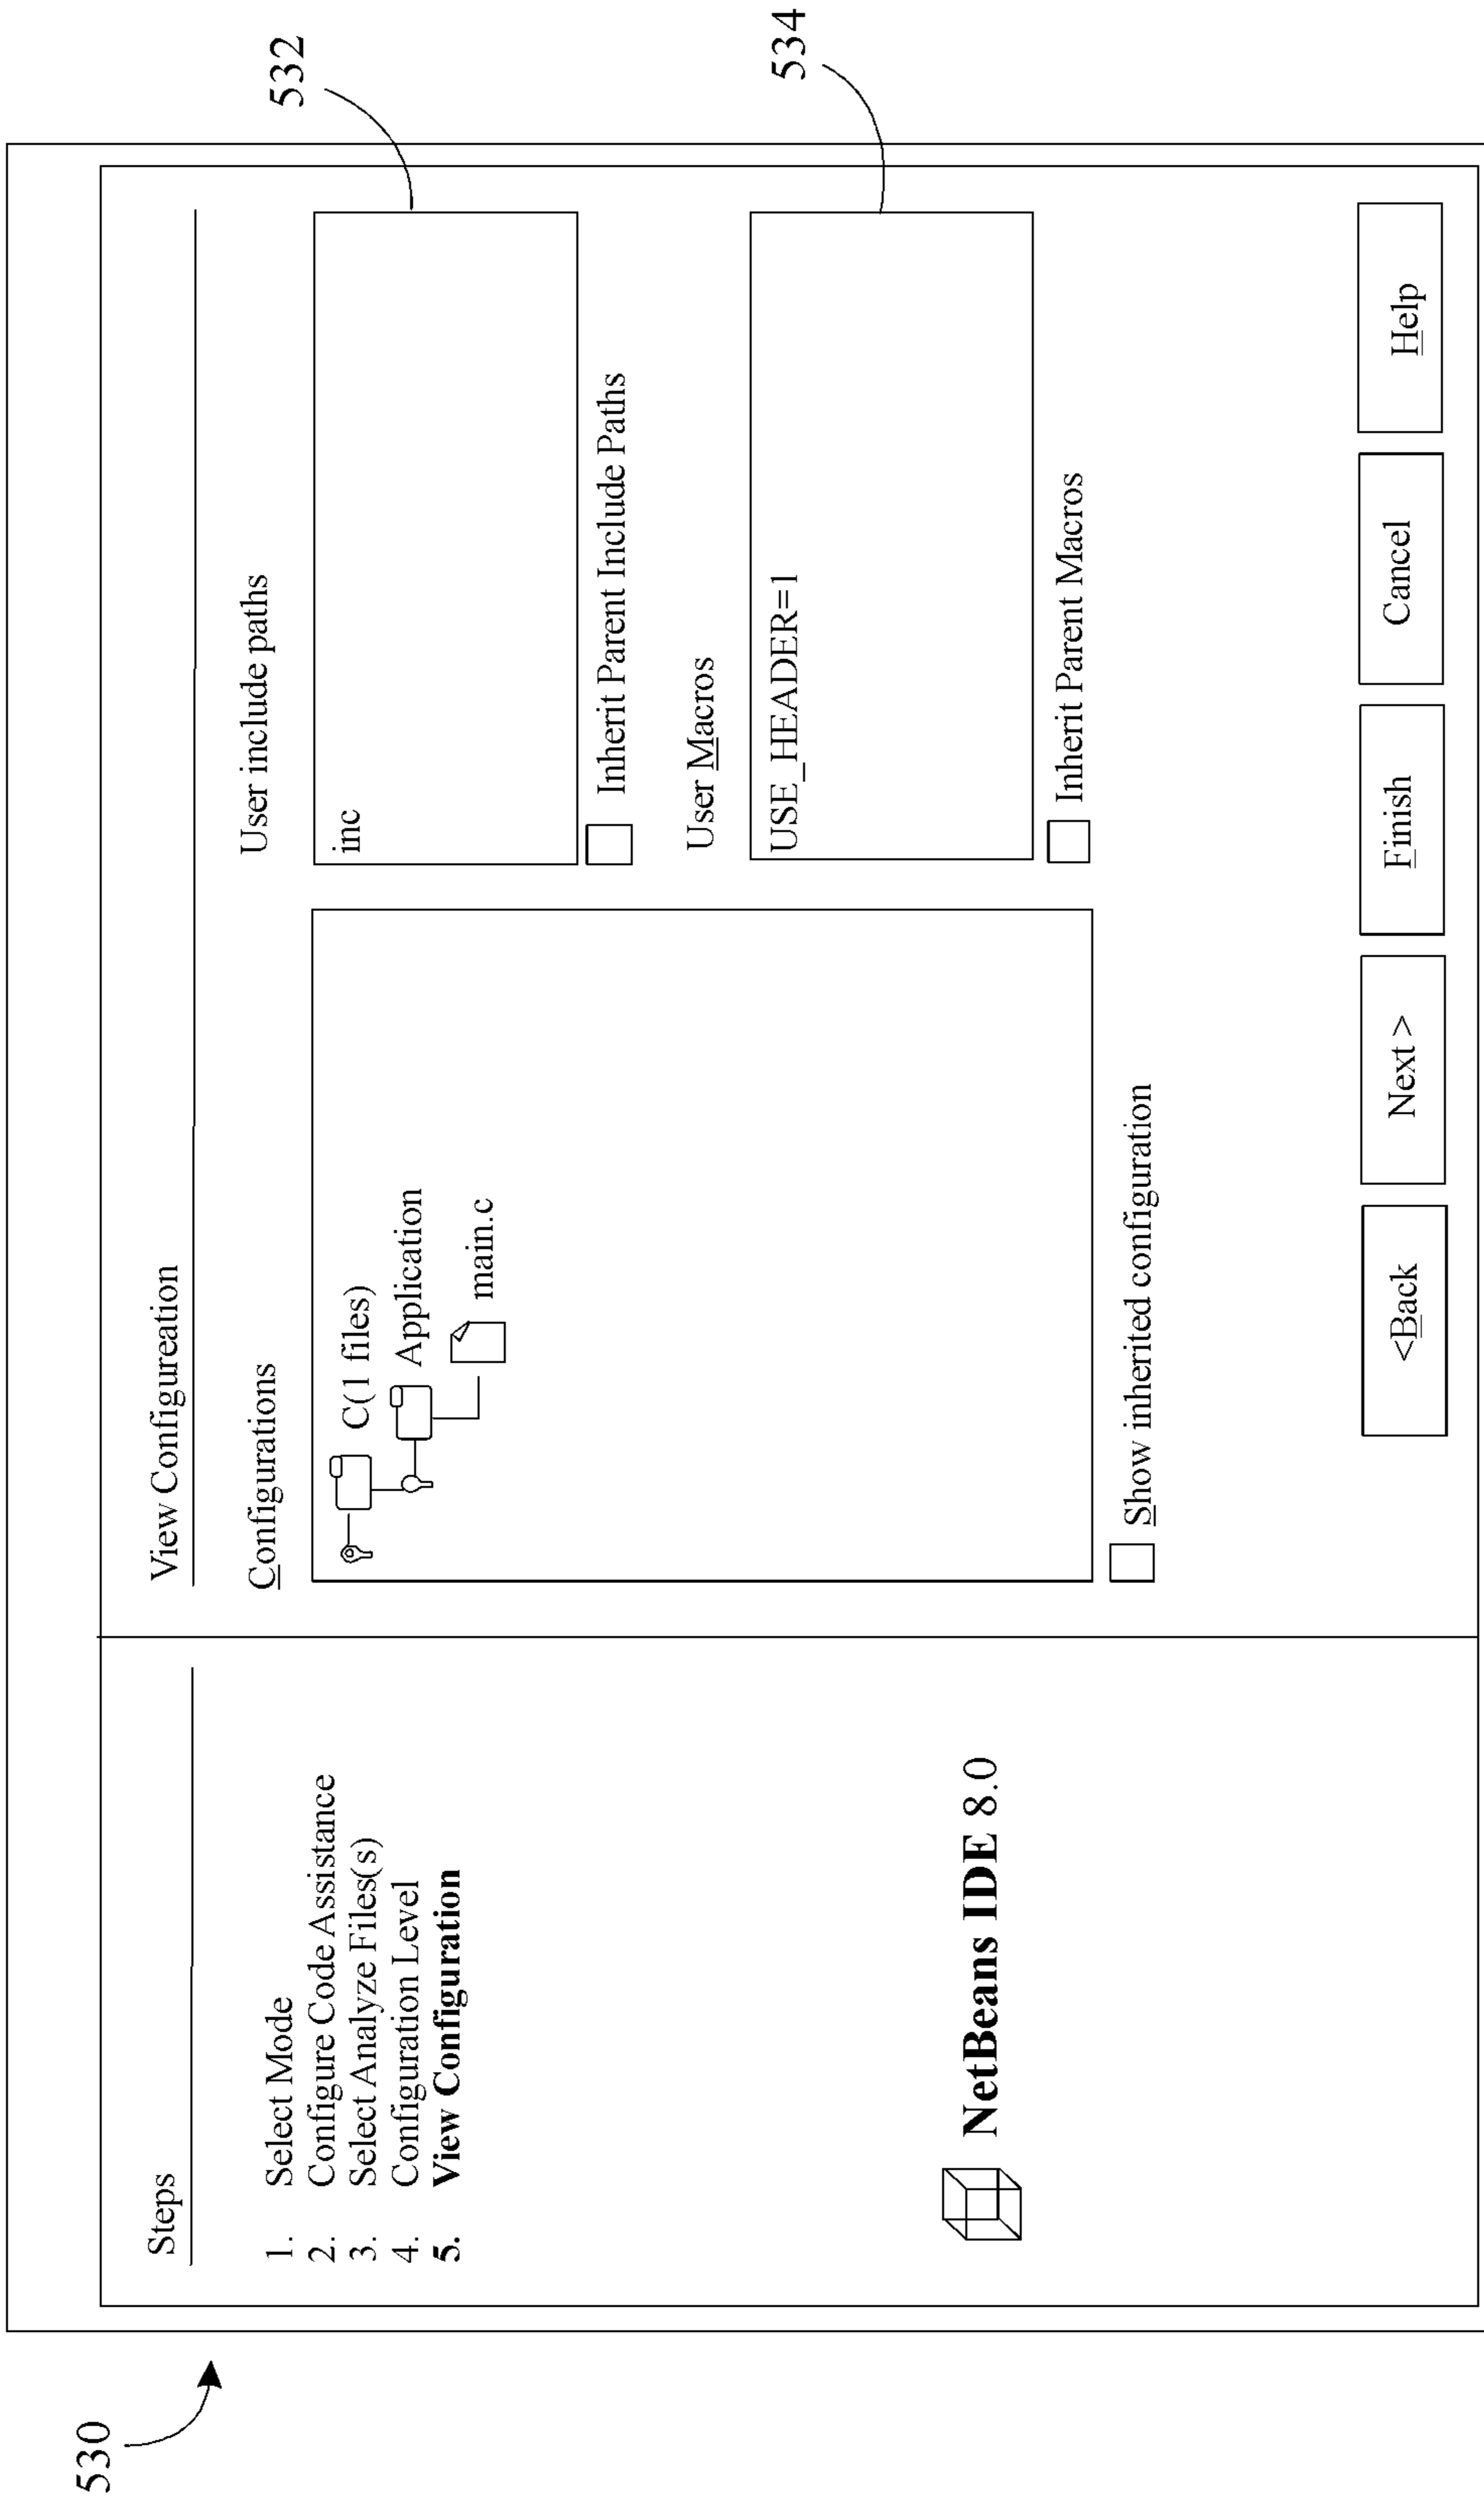 530
532
534
Steps
1. Select Mode
2. Configure Code Assistance
3. Select Analyze Files(s)
4. Configuration Level
5. View Configuration
NetBeans IDE 8.0
View Configureation
Configurations
C(1 files)
Application
main.c
Show inherited configuration
User include paths
inc
Inherit Parent Include Paths
User Macros
USE_HEADER=1
Inherit Parent Macros
<Back
Next >
Finish
Cancel
Help